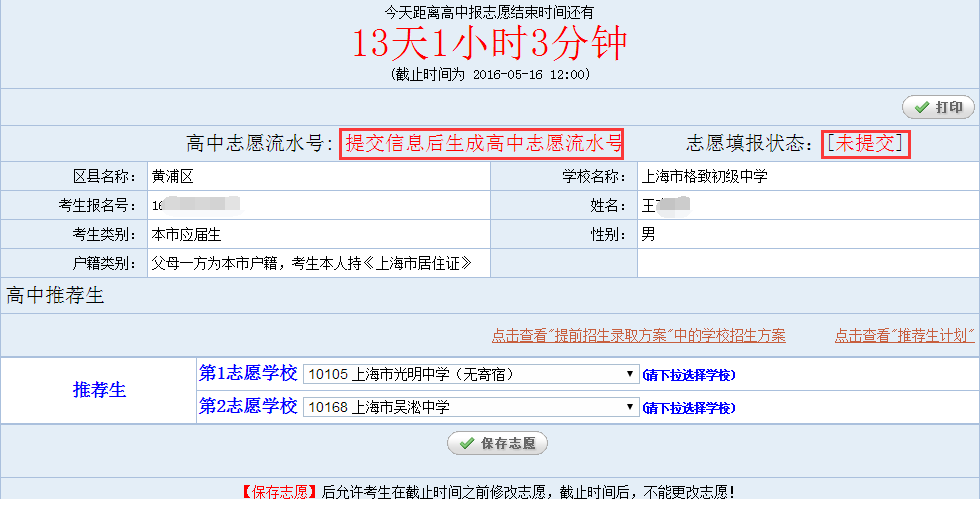 今天距离高中报志愿结束时间还有
13天1小时3分钟
(截止时间为 2016-05-16 12:00)
打印
高中志愿流水号: 提交信息后生成高中志愿流水号 志愿填报状态: [未提交]
区县名称: 黄浦区 学校名称: 上海市格致初级中学
考生报名号: 16 姓名: 王
考生类别: 本市应届生 性别: 男
户籍类别: 父母一方为本市户籍，考生本人持《上海市居住证》
高中推荐生
点击查看"提前招生录取方案"中的学校招生方案 点击查看"推荐生计划"
推荐生
第1志愿学校 10105 上海市光明中学（无寄宿） (请下拉选择学校)
第2志愿学校 10168 上海市吴淞中学 (请下拉选择学校)
保存志愿
【保存志愿】后允许考生在截止时间之前修改志愿，截止时间后，不能更改志愿！